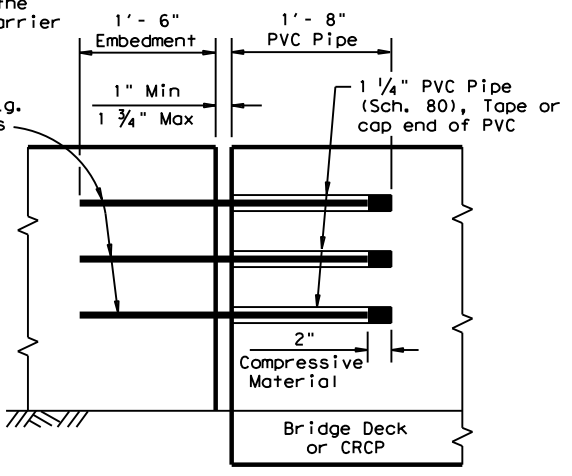 the
arrier
1'- 6"
Embedment
1'- 8"
PVC Pipe
1" Min
1 3/4" Max
g.
s
1 1/4" PVC Pipe
(Sch. 80), Tape or
cap end of PVC
2"
Compressive
Material
Bridge Deck
or CRCP